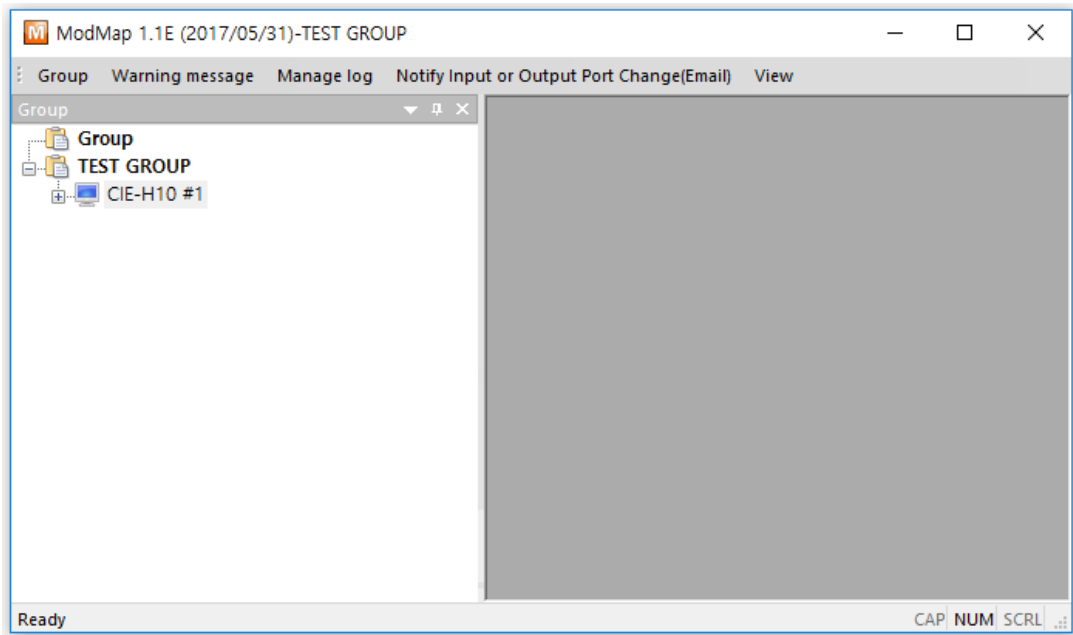 M ModMap 1.1E (2017/05/31)-TEST GROUP
Group Warning message Manage log Notify Input or Output Port Change(Email) View
Group
Group
TEST GROUP
CIE-H10 #1
Ready CAP NUM SCRL